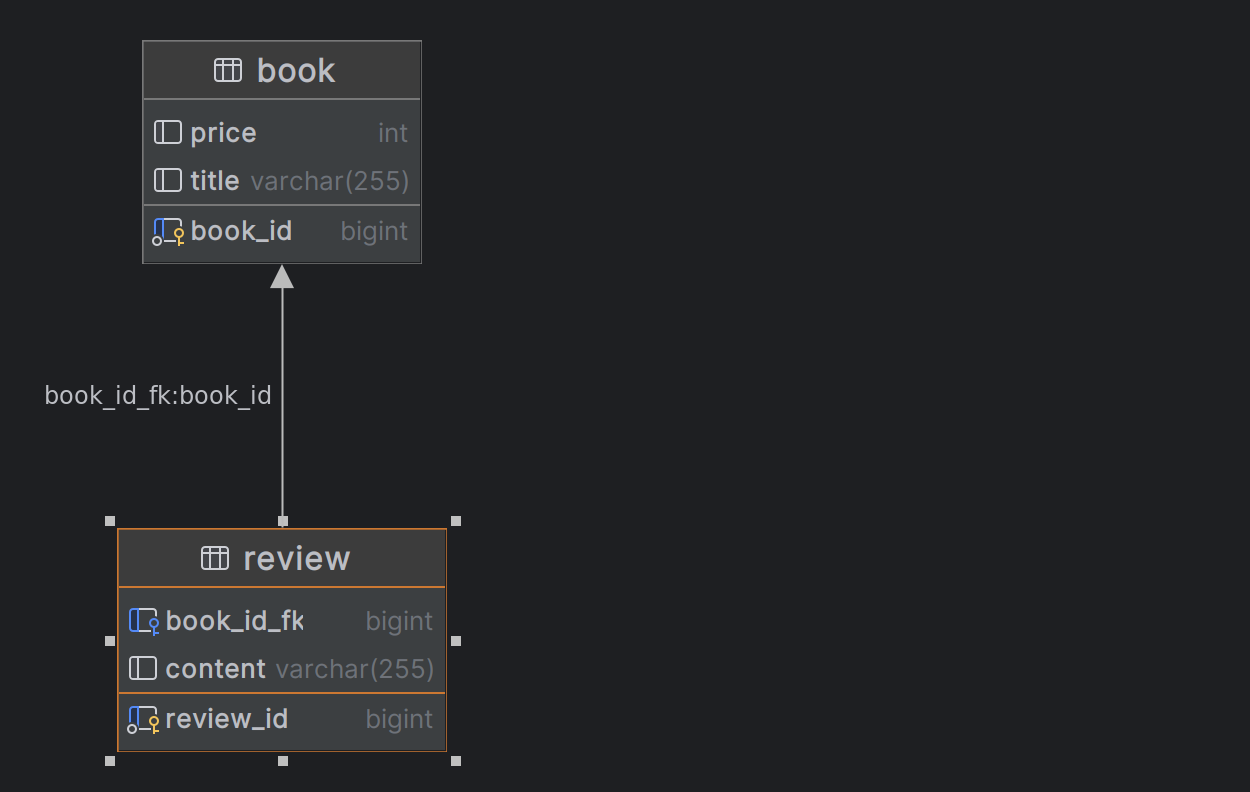 book
price int
title varchar(255)
book_id bigint
book_id_fk:book_id
review
book_id_fk bigint
content varchar(255)
review_id bigint